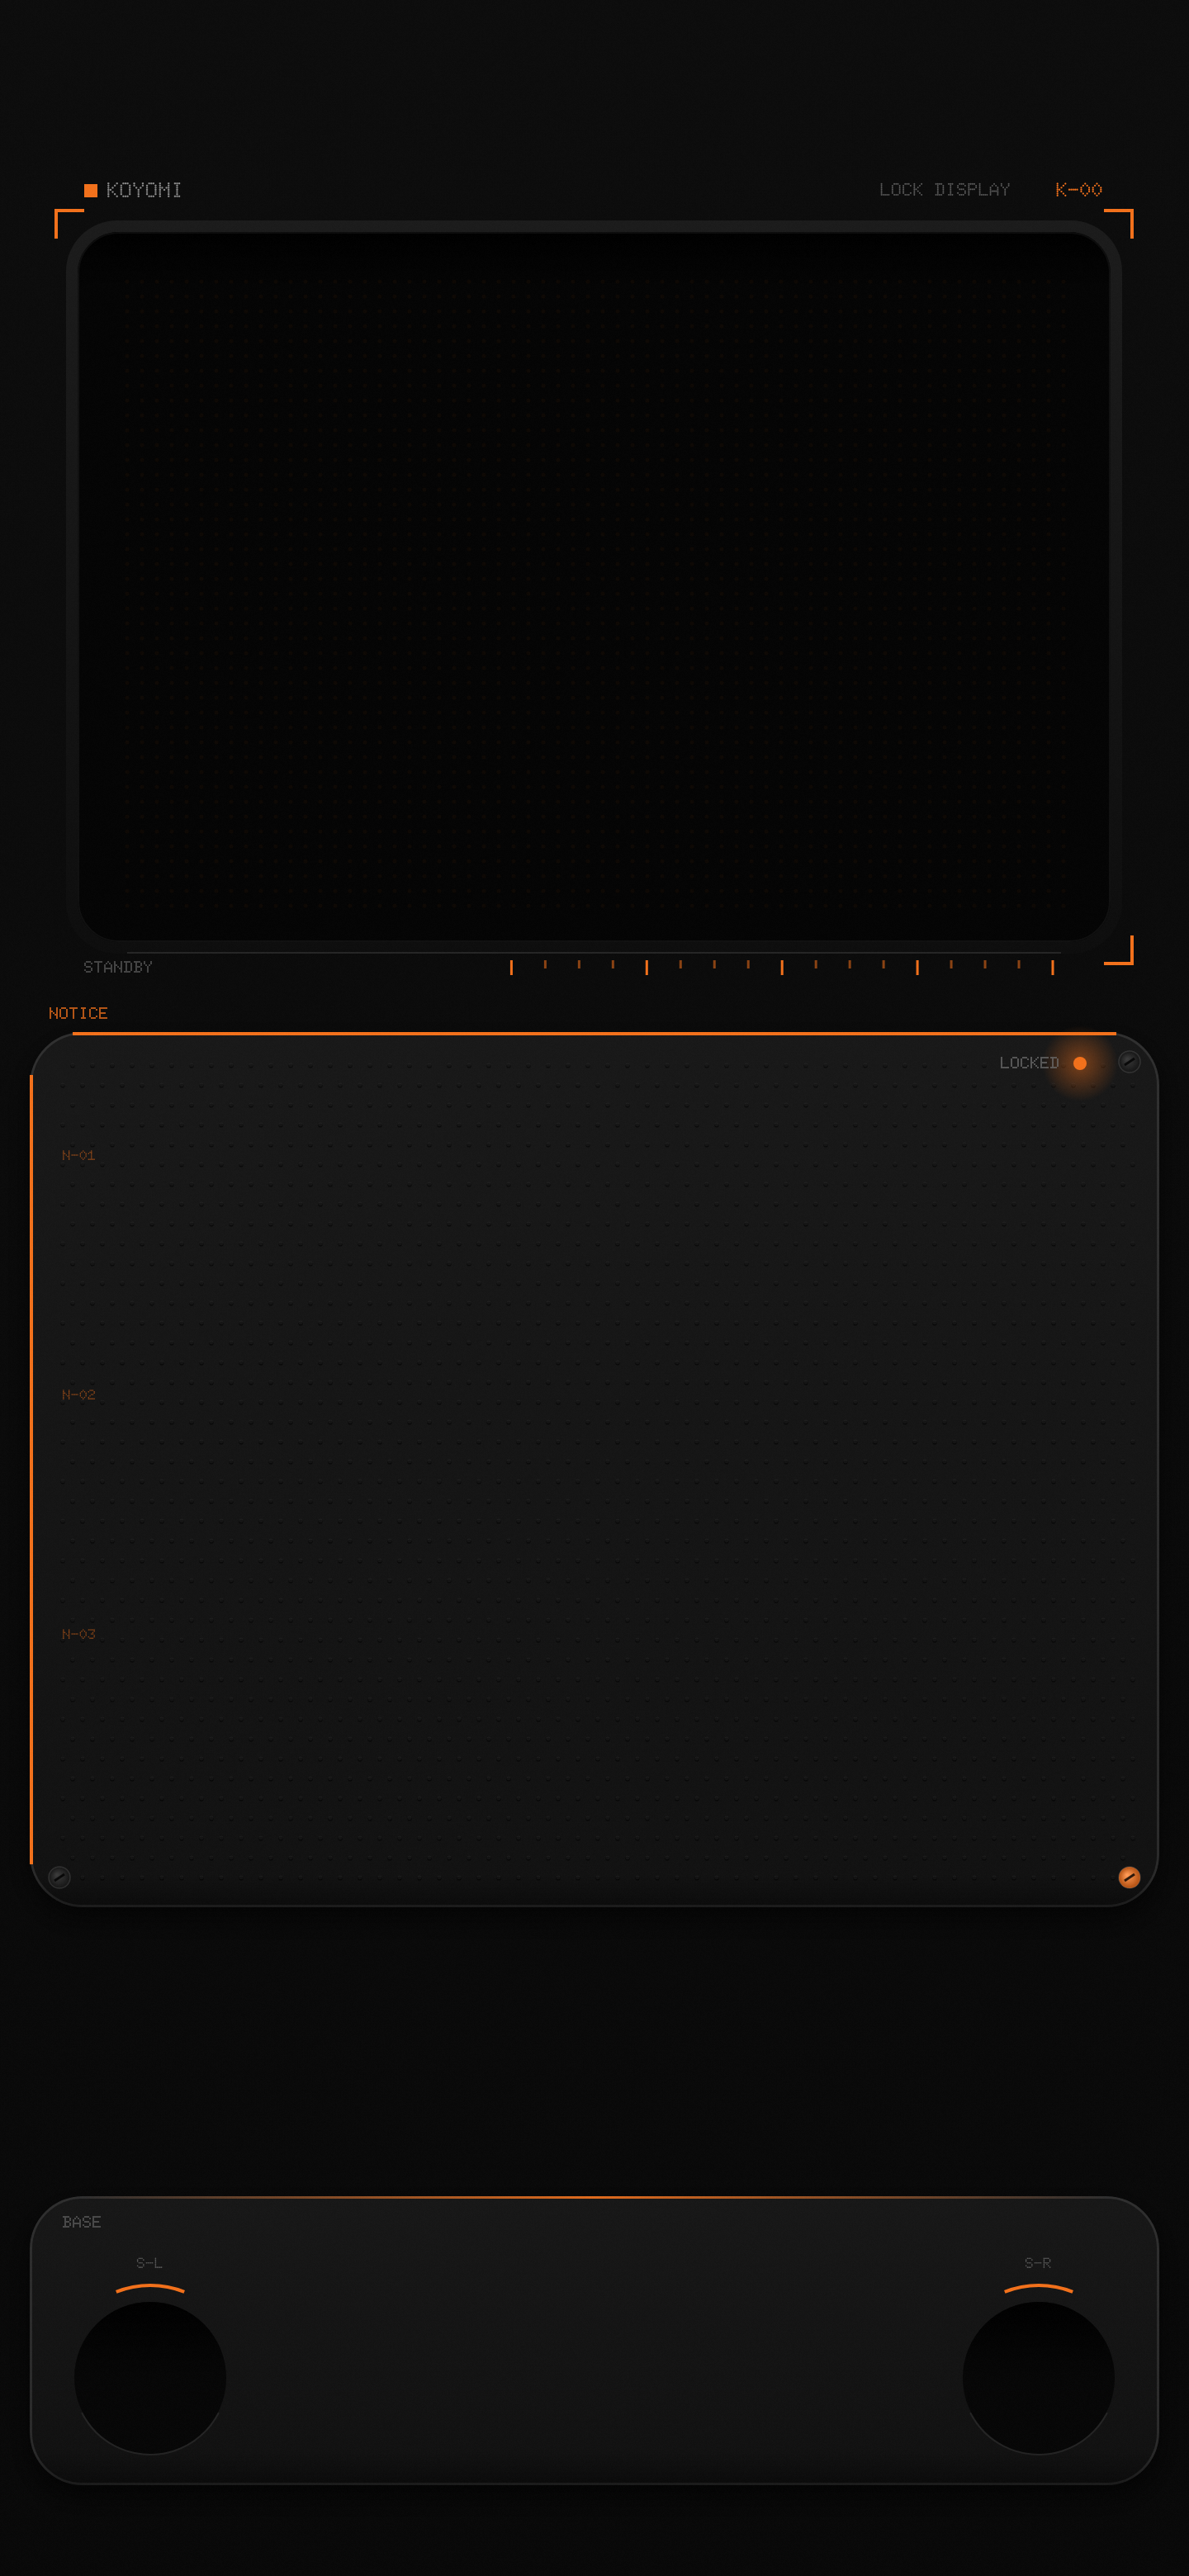 KOYOMI LOCK DISPLAY K-00
STANDBY
NOTICE
LOCKED
N-01
N-02
N-03
BASE
S-L S-R